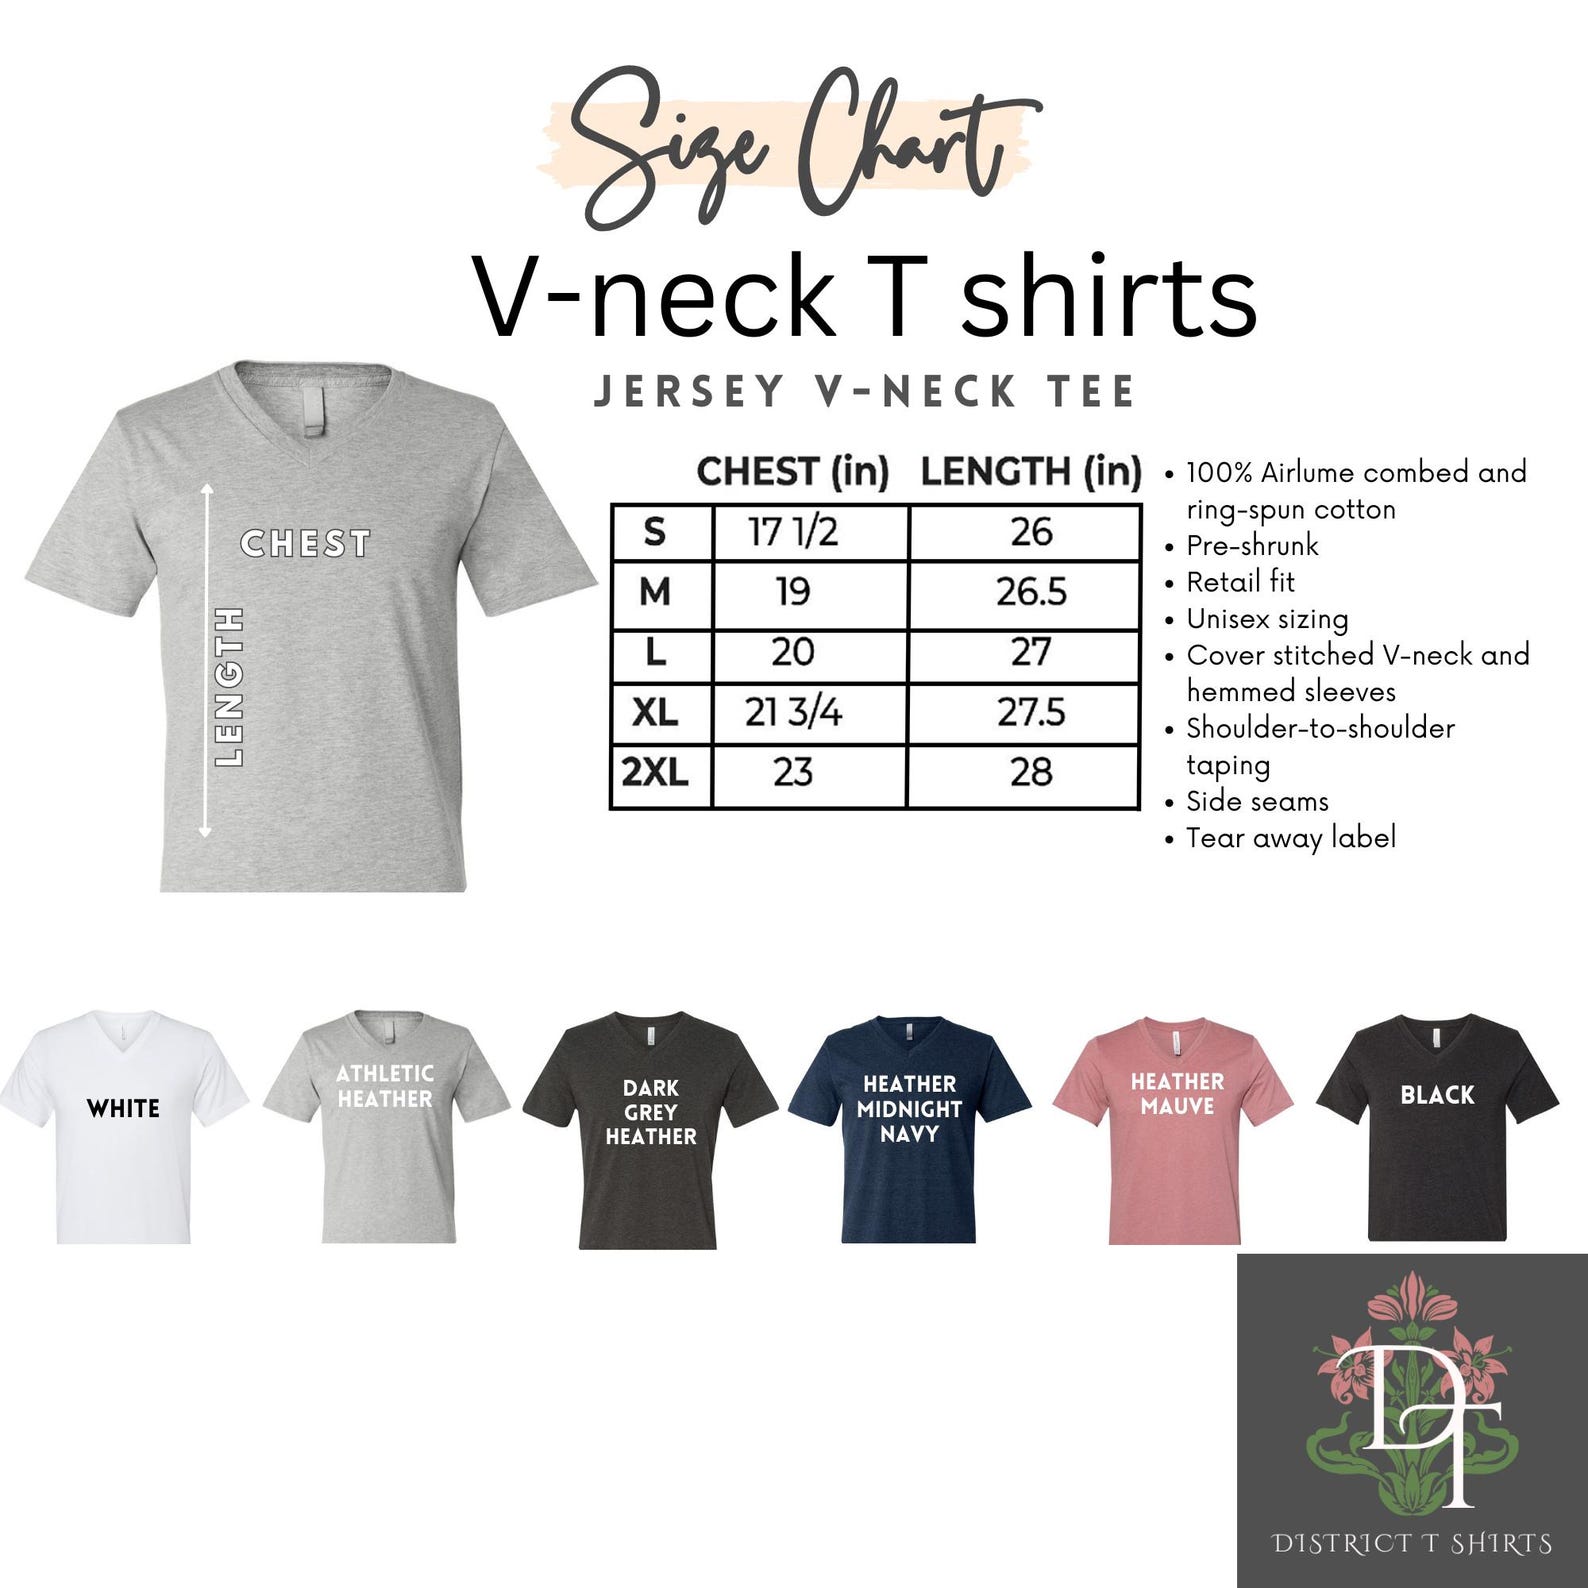 Size Chart
V-neck T shirts
JERSEY V-NECK TEE
CHEST (in) LENGTH (in)
S 17 1/2 26
M 19 26.5
L 20 27
XL 21 3/4 27.5
2XL 23 28
• 100% Airlume combed and
ring-spun cotton
• Pre-shrunk
• Retail fit
• Unisex sizing
• Cover stitched V-neck and
hemmed sleeves
• Shoulder-to-shoulder
taping
• Side seams
• Tear away label
CHEST
LENGTH
WHITE
ATHLETIC
HEATHER
DARK
GREY
HEATHER
HEATHER
MIDNIGHT
NAVY
HEATHER
MAUVE
BLACK
DT
DISTRICT T SHIRTS